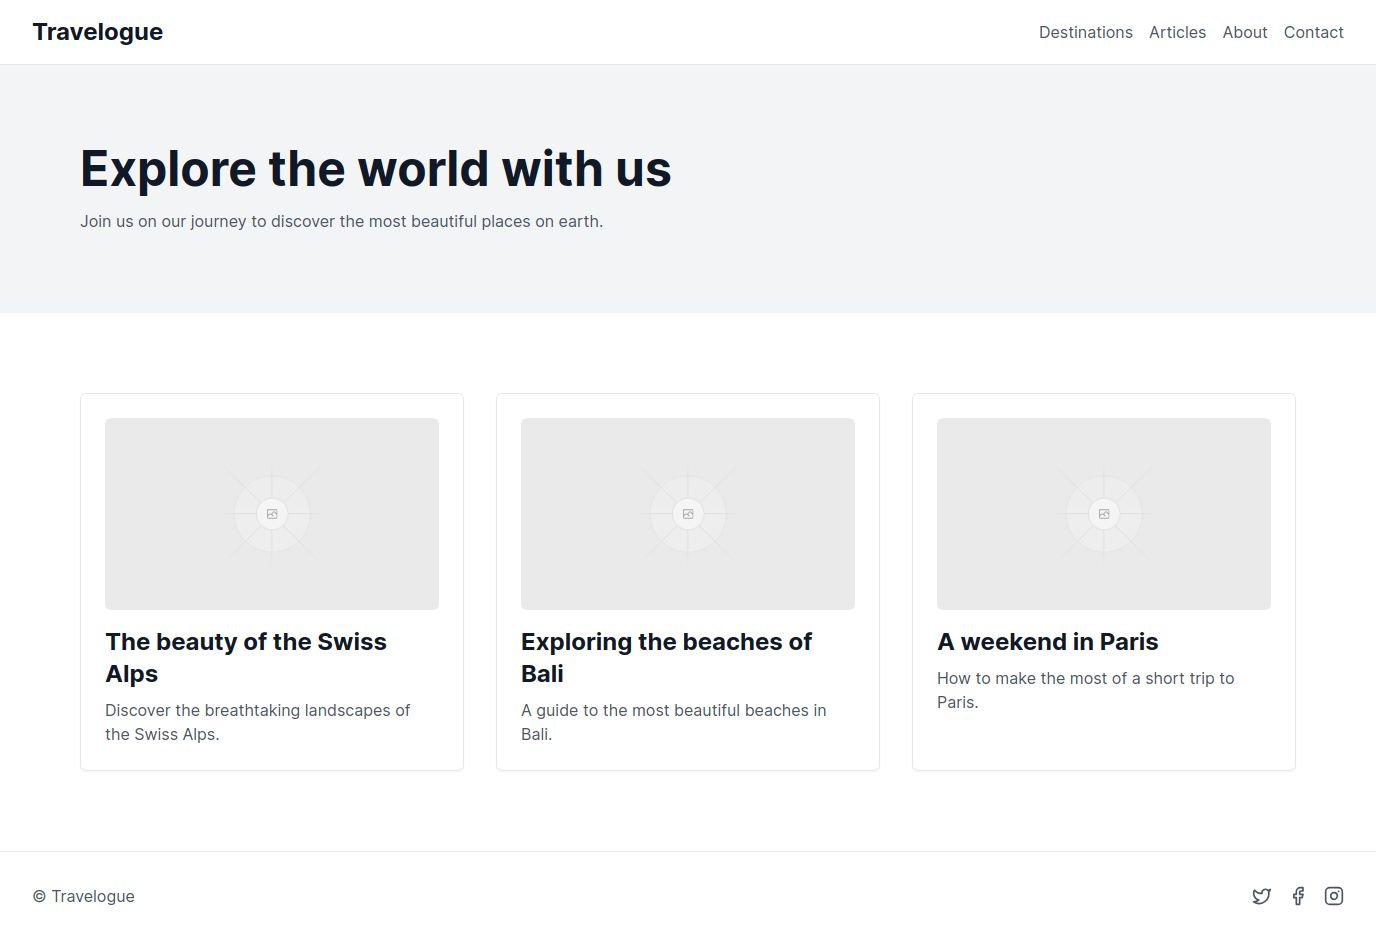 Travelogue
Destinations Articles About Contact
Explore the world with us
Join us on our journey to discover the most beautiful places on earth.
The beauty of the Swiss
Alps
Discover the breathtaking landscapes of
the Swiss Alps.
Exploring the beaches of
Bali
A guide to the most beautiful beaches in
Bali.
A weekend in Paris
How to make the most of a short trip to
Paris.
© Travelogue